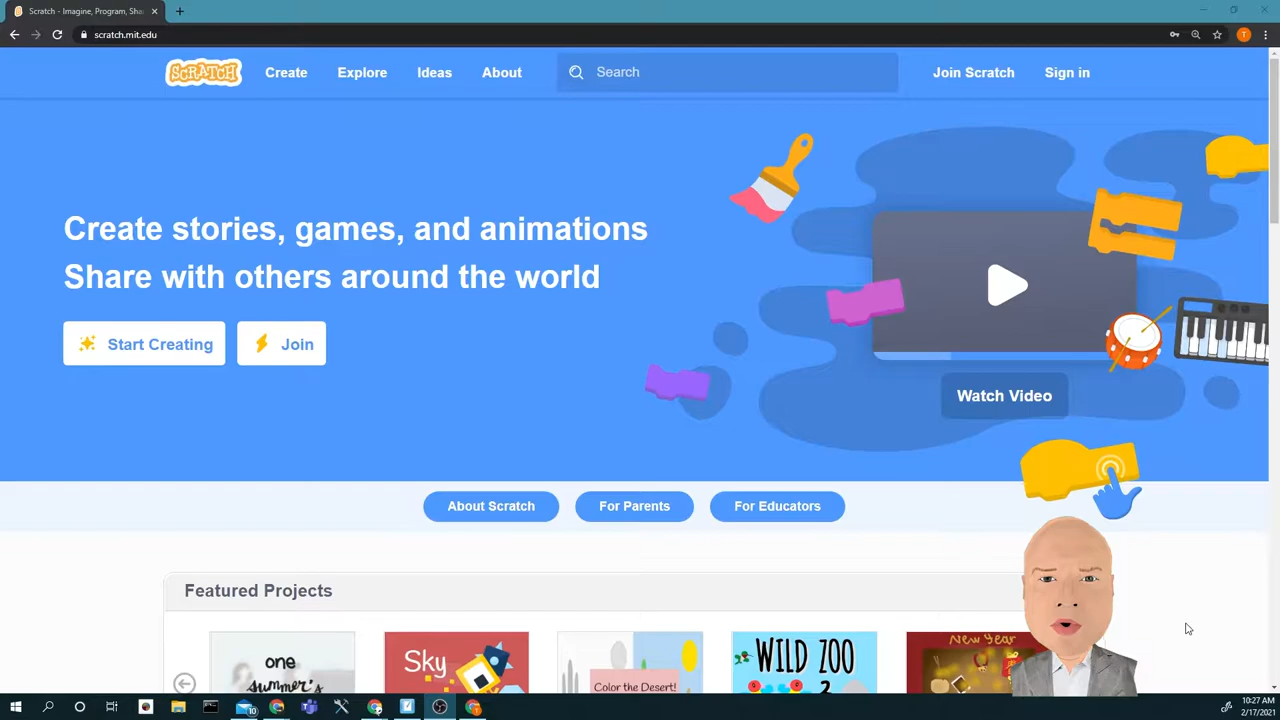 Scratch - Imagine, Program, Sha
scratch.mit.edu
T
SCRATCH
Create
Explore
Ideas
About
Search
Join Scratch
Sign in
Create stories, games, and animations
Share with others around the world
Start Creating
Join
Watch Video
About Scratch
For Parents
For Educators
Featured Projects
one
summer's
Sky
Color the Desert!
WILD ZOO
2
New Year
10
10:27 AM
2/17/2021